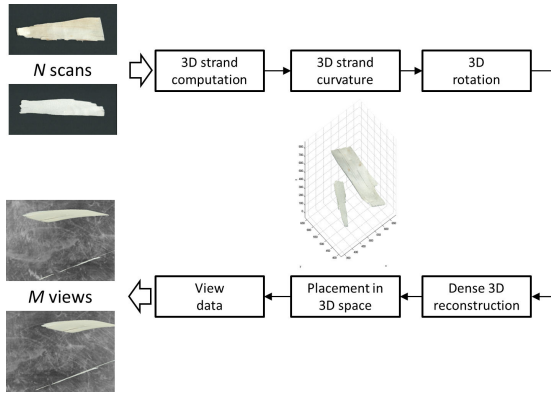 N scans
3D strand
computation
3D strand
curvature
3D
rotation
M views
View
data
Placement in
3D space
Dense 3D
reconstruction